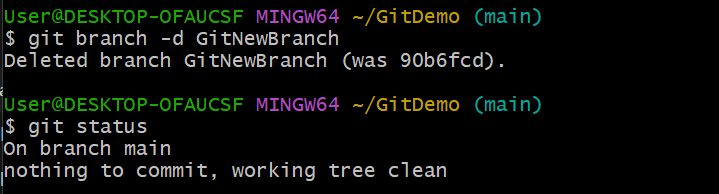 User@DESKTOP-OFAUCSF MINGW64 ~/GitDemo (main)
$ git branch -d GitNewBranch
Deleted branch GitNewBranch (was 90b6fcd).
User@DESKTOP-OFAUCSF MINGW64 ~/GitDemo (main)
$ git status
On branch main
nothing to commit, working tree clean